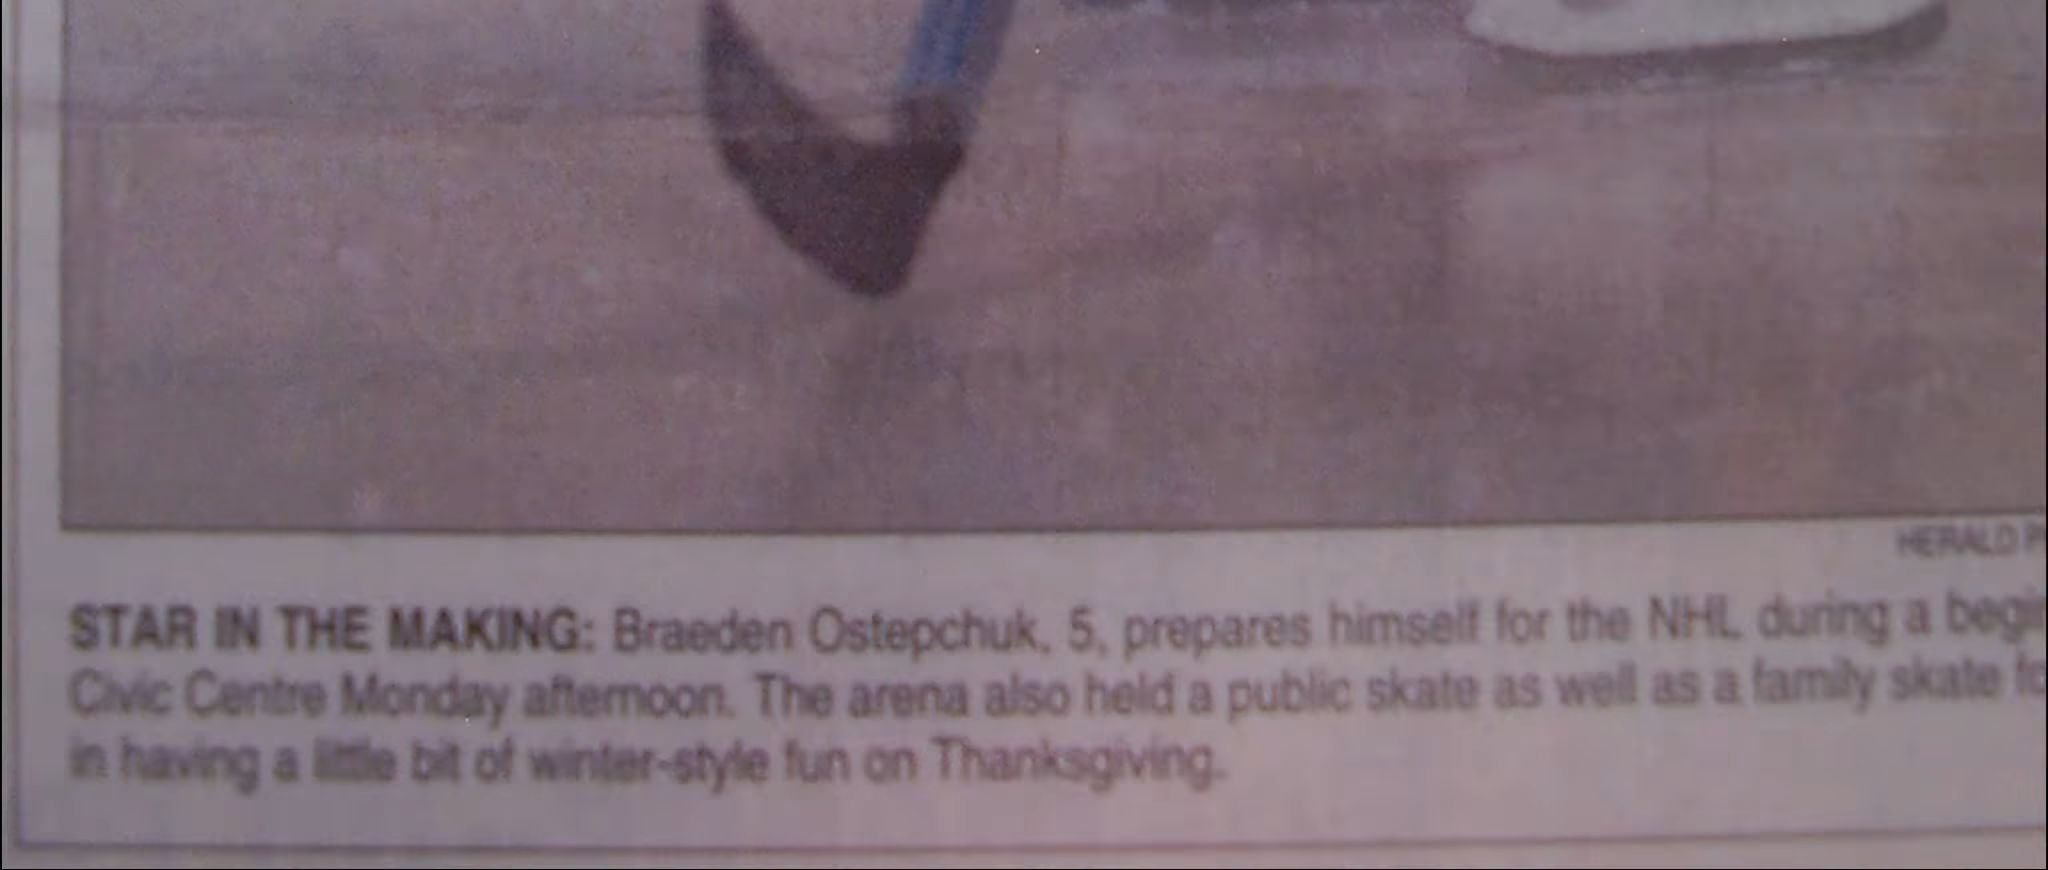 HERALD
STAR IN THE MAKING: Braeden Ostepchuk, 5, prepares himself for the NHL during a
Civic Centre Monday afternoon. The arena also held a public skate as well as a family skate
in having a little bit of winter-style fun on Thanksgiving.